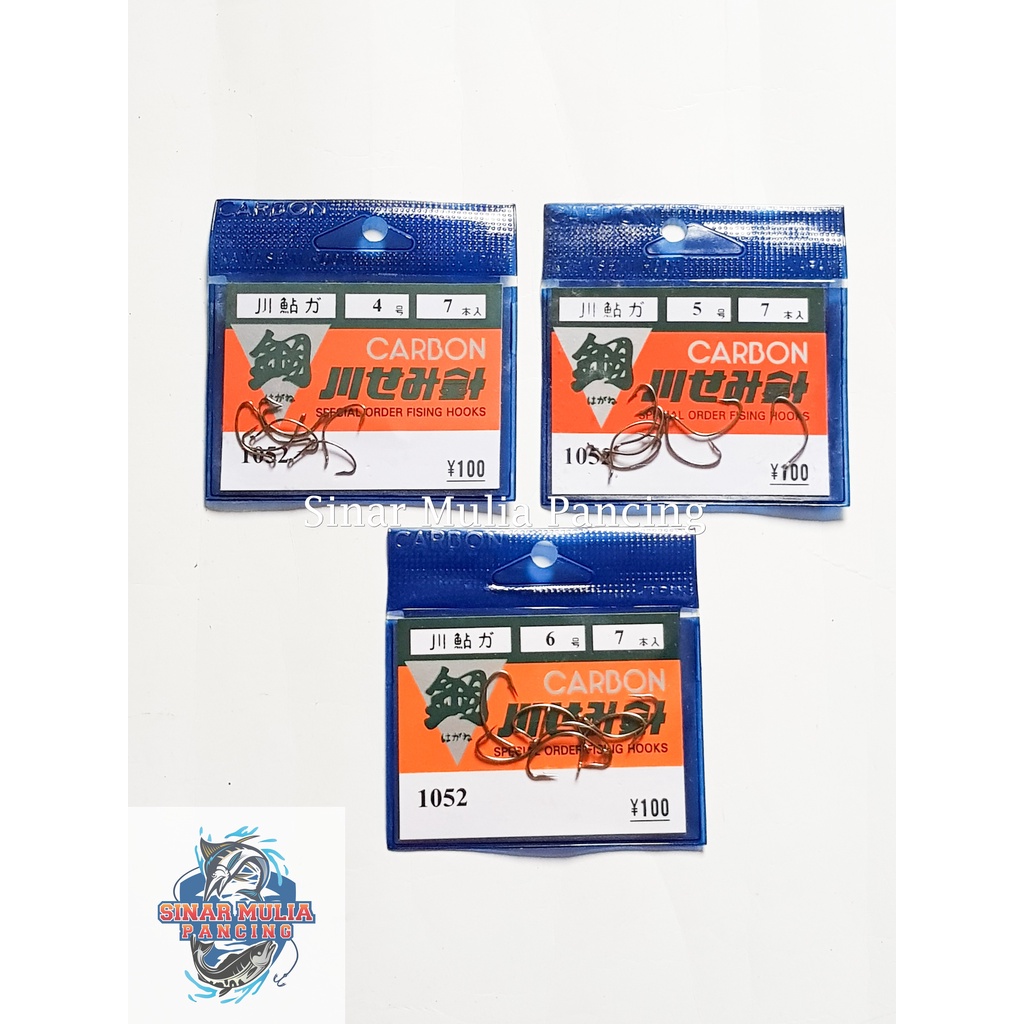 CARBON
川鮎ガ 4号 7本入
鋼
はがね
CARBON
川せみ針
SPECIAL ORDER FISING HOOKS
1052
¥100
川鮎ガ 5号 7本入
鋼
はがね
CARBON
川せみ針
SPECIAL ORDER FISING HOOKS
1052
¥100
Sinar Mulia Pancing
CARBON
川鮎ガ 6号 7本入
鋼
はがね
CARBON
川せみ針
SPECIAL ORDER FISING HOOKS
1052
¥100
SINAR MULIA
PANCING